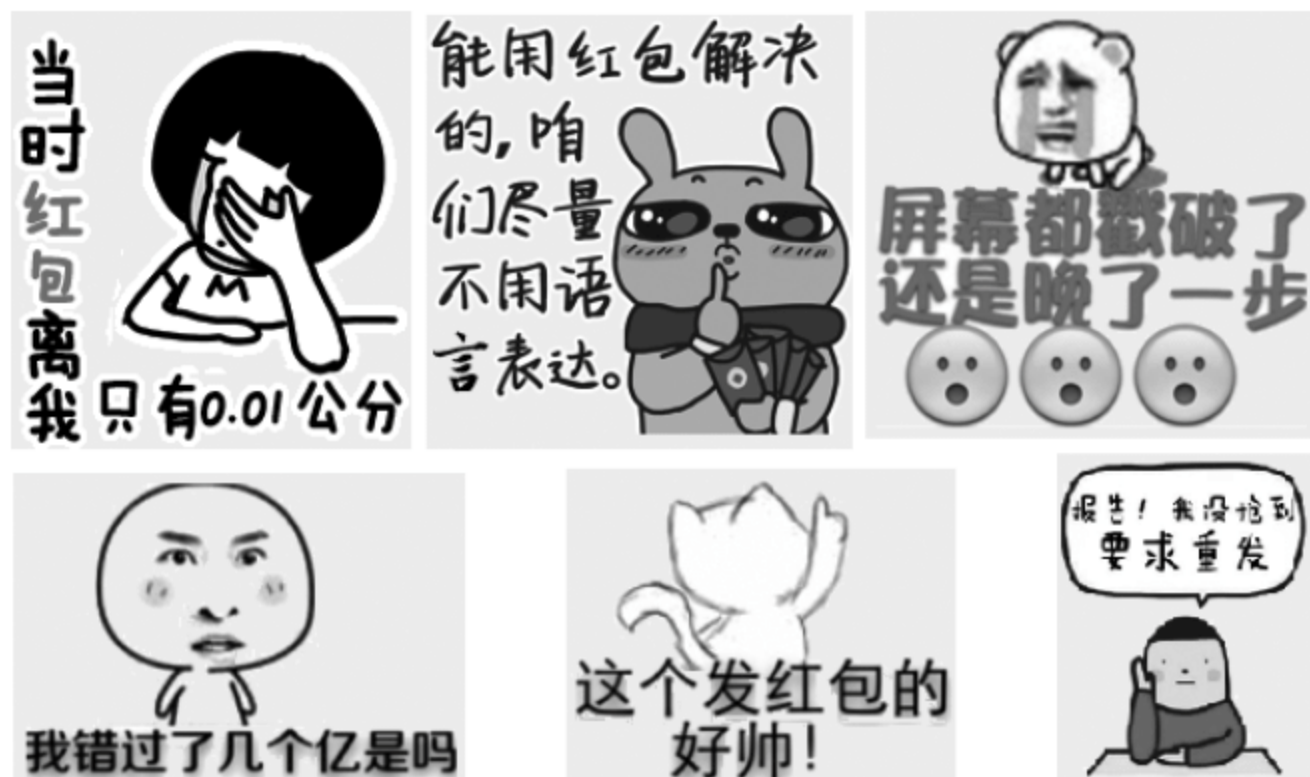 当时红包离我只有0.01公分
能用红包解决
的,咱
们尽量
不用语
言表达。
屏幕都戳破了
还是晚了一步
我错过了几个亿是吗
这个发红包的
好帅!
报告!我没抢到
要求重发